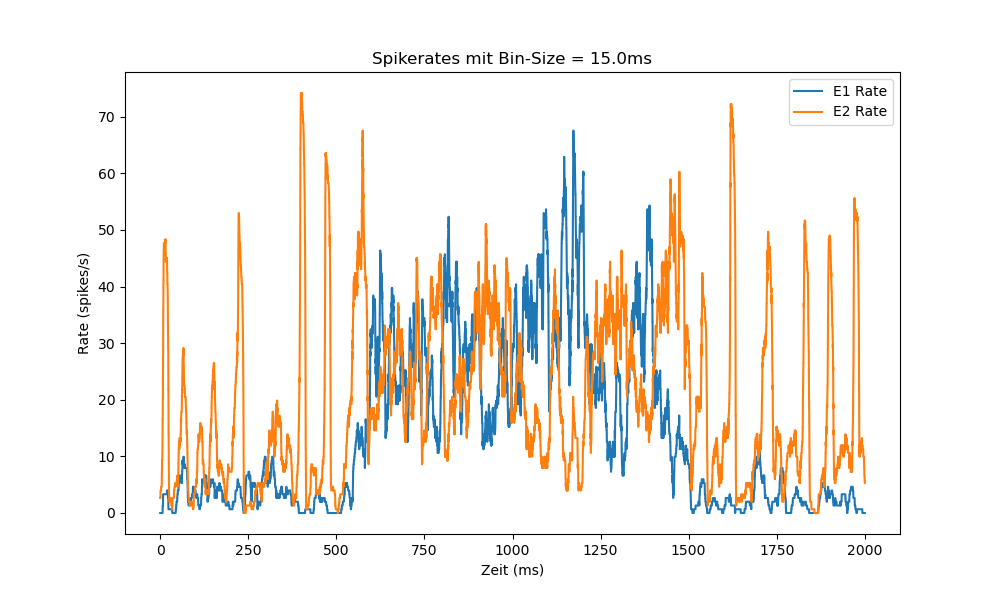 Spikerates mit Bin-Size = 15.0ms
E1 Rate
E2 Rate
70
60
50
40
30
20
10
0
Rate (spikes/s)
0 250 500 750 1000 1250 1500 1750 2000
Zeit (ms)